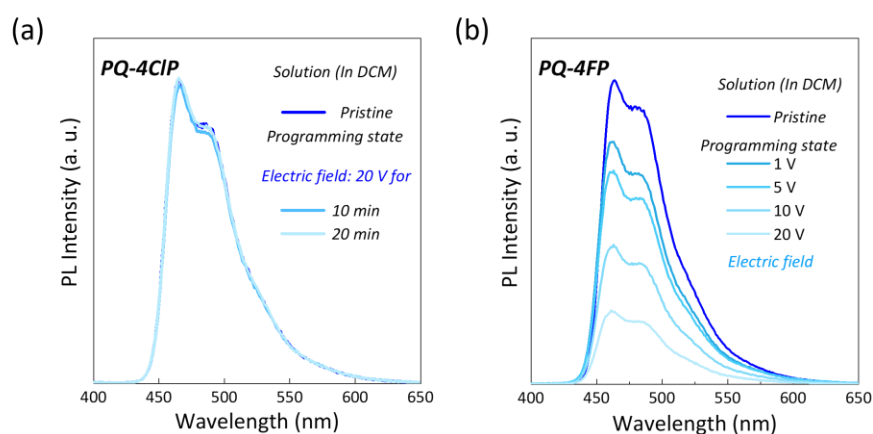 (a)
PQ-4ClP
Solution (In DCM)
Pristine
Programming state
Electric field: 20 V for
10 min
20 min
PL Intensity (a. u.)
400 450 500 550 600 650
Wavelength (nm)
(b)
PQ-4FP
Solution (In DCM)
Pristine
Programming state
1 V
5 V
10 V
20 V
Electric field
PL Intensity (a. u.)
400 450 500 550 600 650
Wavelength (nm)